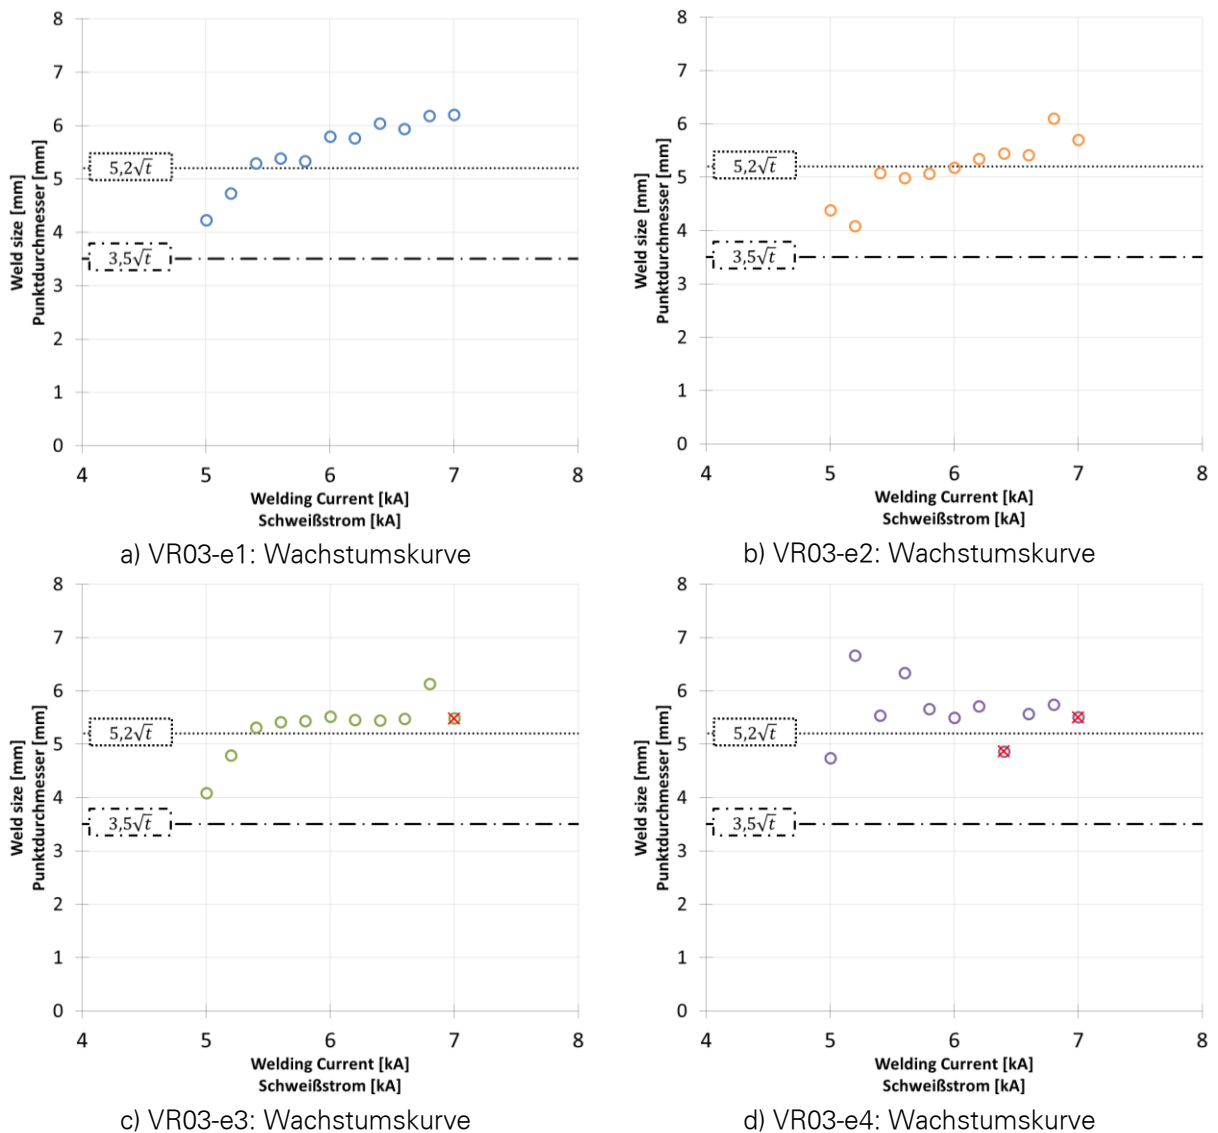 8
7
6
5
4
3
2
1
0
5,2√t
3,5√t
Weld size [mm]
Punktdurchmesser [mm]
4 5 6 7 8
Welding Current [kA]
Schweißstrom [kA]
a) VR03-e1: Wachstumskurve
8
7
6
5
4
3
2
1
0
5,2√t
3,5√t
Weld size [mm]
Punktdurchmesser [mm]
4 5 6 7 8
Welding Current [kA]
Schweißstrom [kA]
b) VR03-e2: Wachstumskurve
8
7
6
5
4
3
2
1
0
5,2√t
3,5√t
Weld size [mm]
Punktdurchmesser [mm]
4 5 6 7 8
Welding Current [kA]
Schweißstrom [kA]
c) VR03-e3: Wachstumskurve
8
7
6
5
4
3
2
1
0
5,2√t
3,5√t
Weld size [mm]
Punktdurchmesser [mm]
4 5 6 7 8
Welding Current [kA]
Schweißstrom [kA]
d) VR03-e4: Wachstumskurve